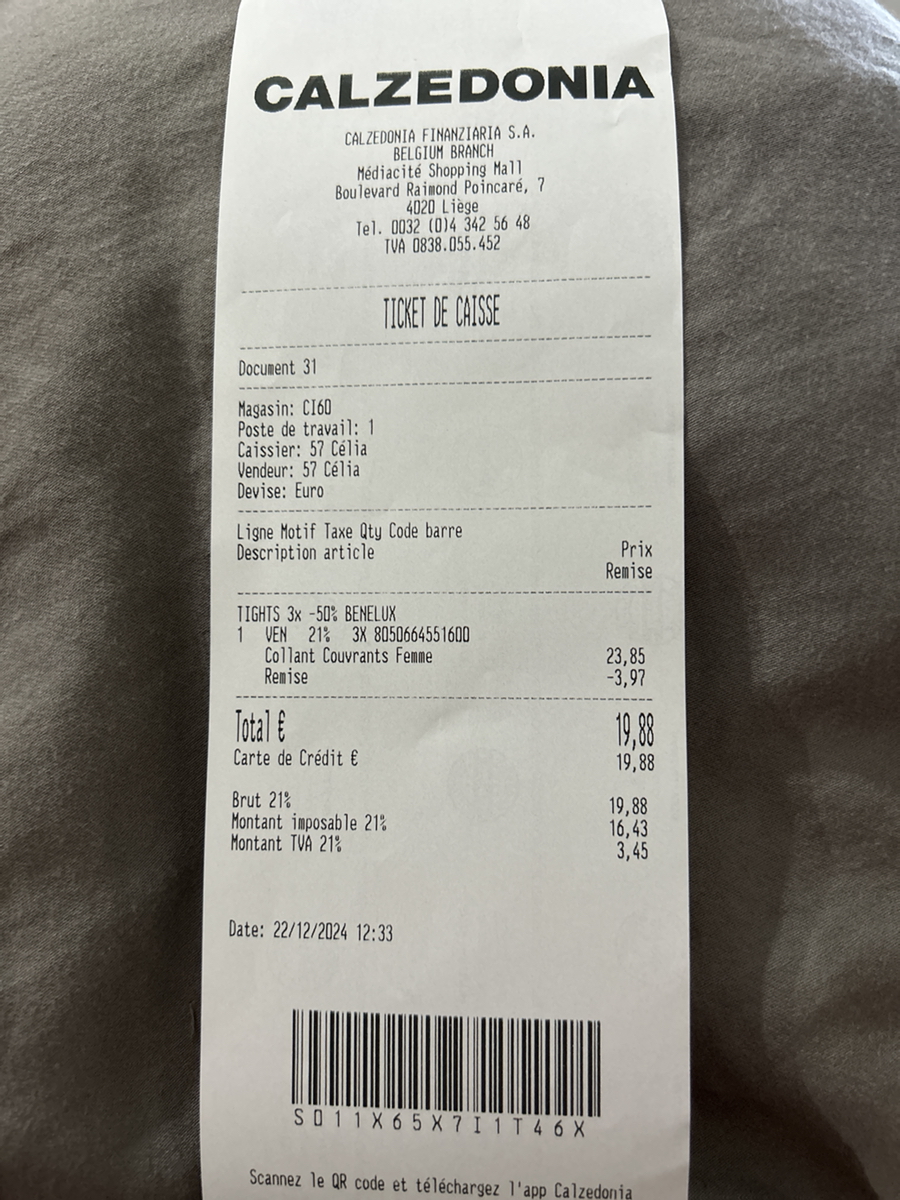 CALZEDONIA
CALZEDONIA FINANZIARIA S.A.
BELGIUM BRANCH
Médiacité Shopping Mall
Boulevard Raimond Poincaré, 7
4020 Liège
Tel. 0032 (0)4 342 56 48
TVA 0838.055.452
TICKET DE CAISSE
Document 31
Magasin: CI60
Poste de travail: 1
Caissier: 57 Célia
Vendeur: 57 Célia
Devise: Euro
Ligne Motif Taxe Qty Code barre
Description article Prix
Remise
TIGHTS 3x -50% BENELUX
1 VEN 21% 3X 8050664551600
Collant Couvrants Femme 23,85
Remise -3,97
Total € 19,88
Carte de Crédit € 19,88
Brut 21% 19,88
Montant imposable 21% 16,43
Montant TVA 21% 3,45
Date: 22/12/2024 12:33
S011X65X7I1T46X
Scannez le QR code et téléchargez l'app Calzedonia